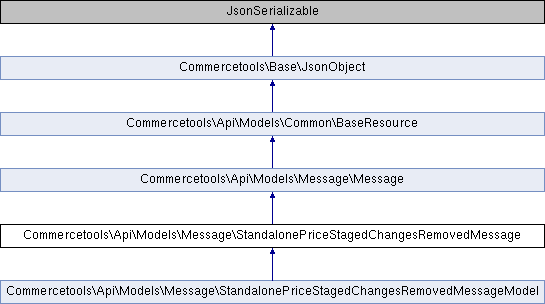 JsonSerializable
Commercetools\Base\JsonObject
Commercetools\Api\Models\Common\BaseResource
Commercetools\Api\Models\Message\Message
Commercetools\Api\Models\Message\StandalonePriceStagedChangesRemovedMessage
Commercetools\Api\Models\Message\StandalonePriceStagedChangesRemovedMessageModel